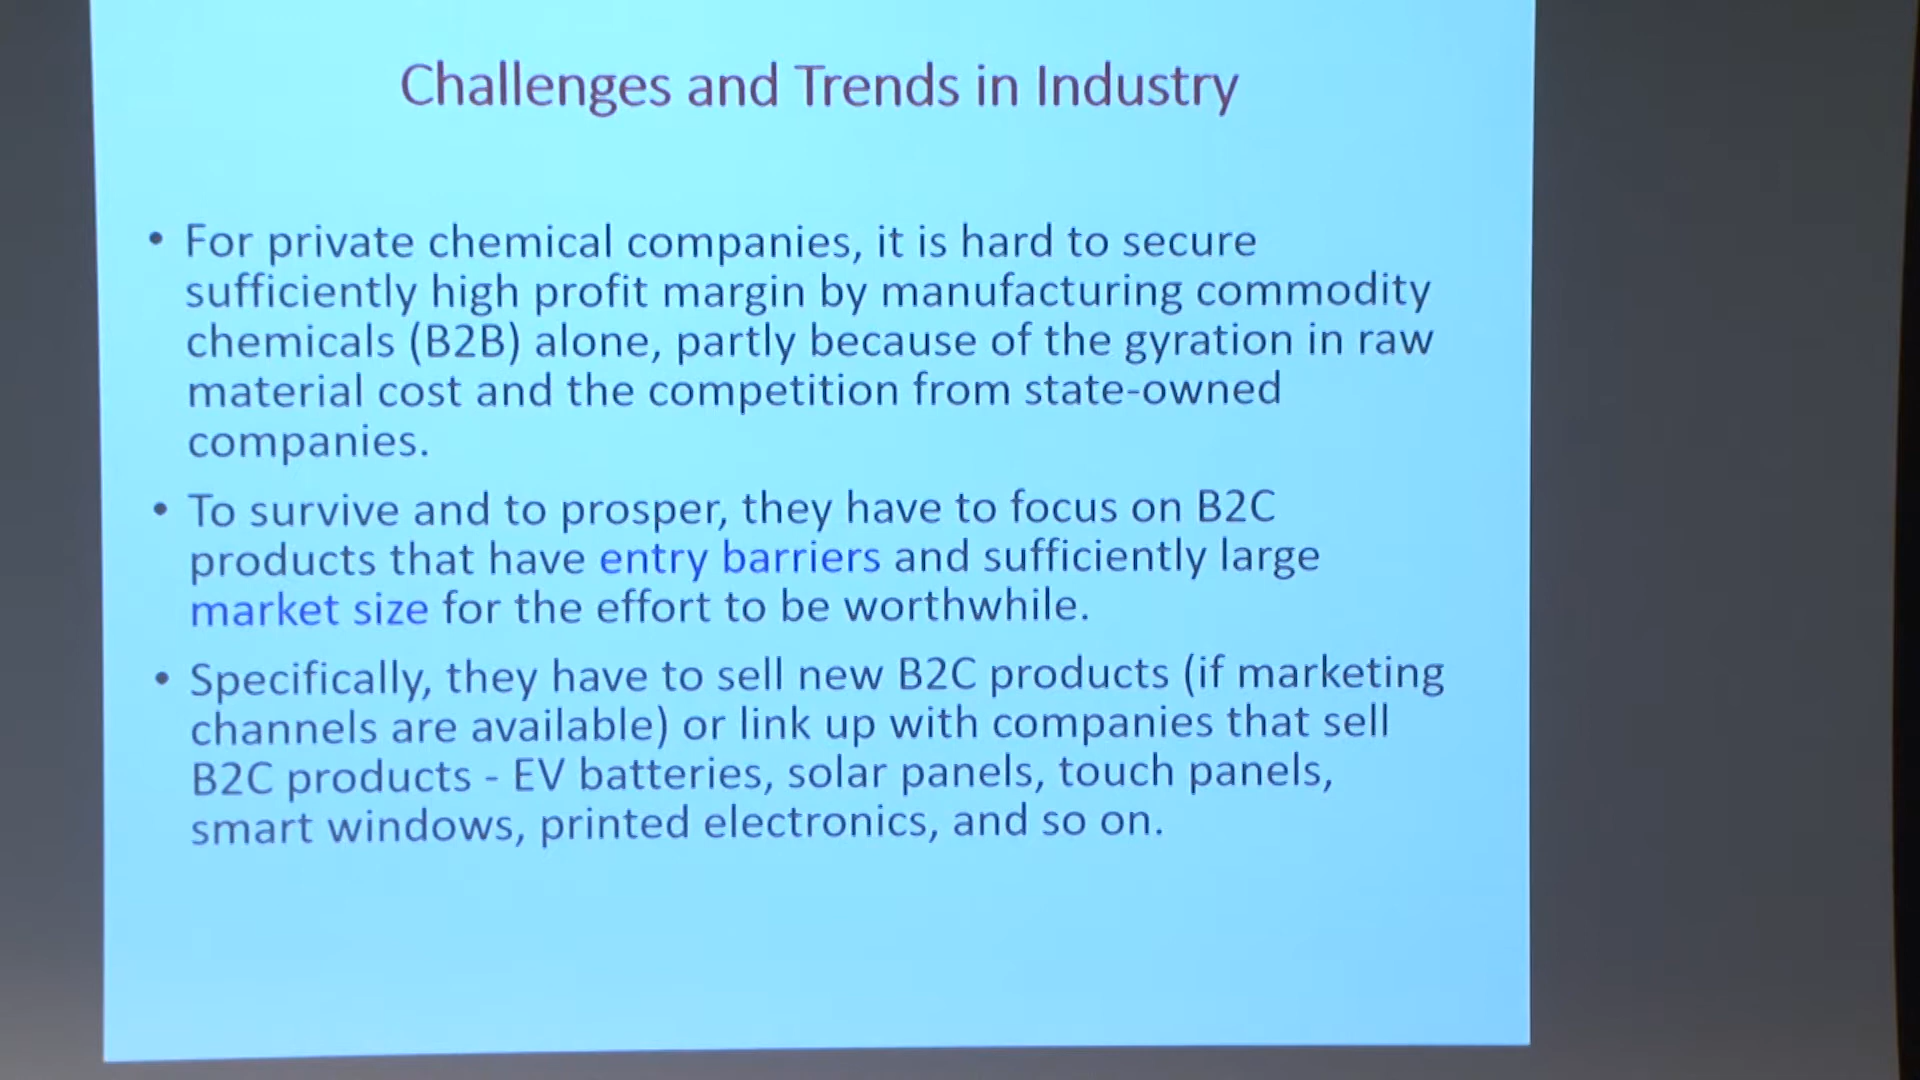 Challenges and Trends in Industry
• For private chemical companies, it is hard to secure
sufficiently high profit margin by manufacturing commodity
chemicals (B2B) alone, partly because of the gyration in raw
material cost and the competition from state-owned
companies.
• To survive and to prosper, they have to focus on B2C
products that have entry barriers and sufficiently large
market size for the effort to be worthwhile.
• Specifically, they have to sell new B2C products (if marketing
channels are available) or link up with companies that sell
B2C products - EV batteries, solar panels, touch panels,
smart windows, printed electronics, and so on.